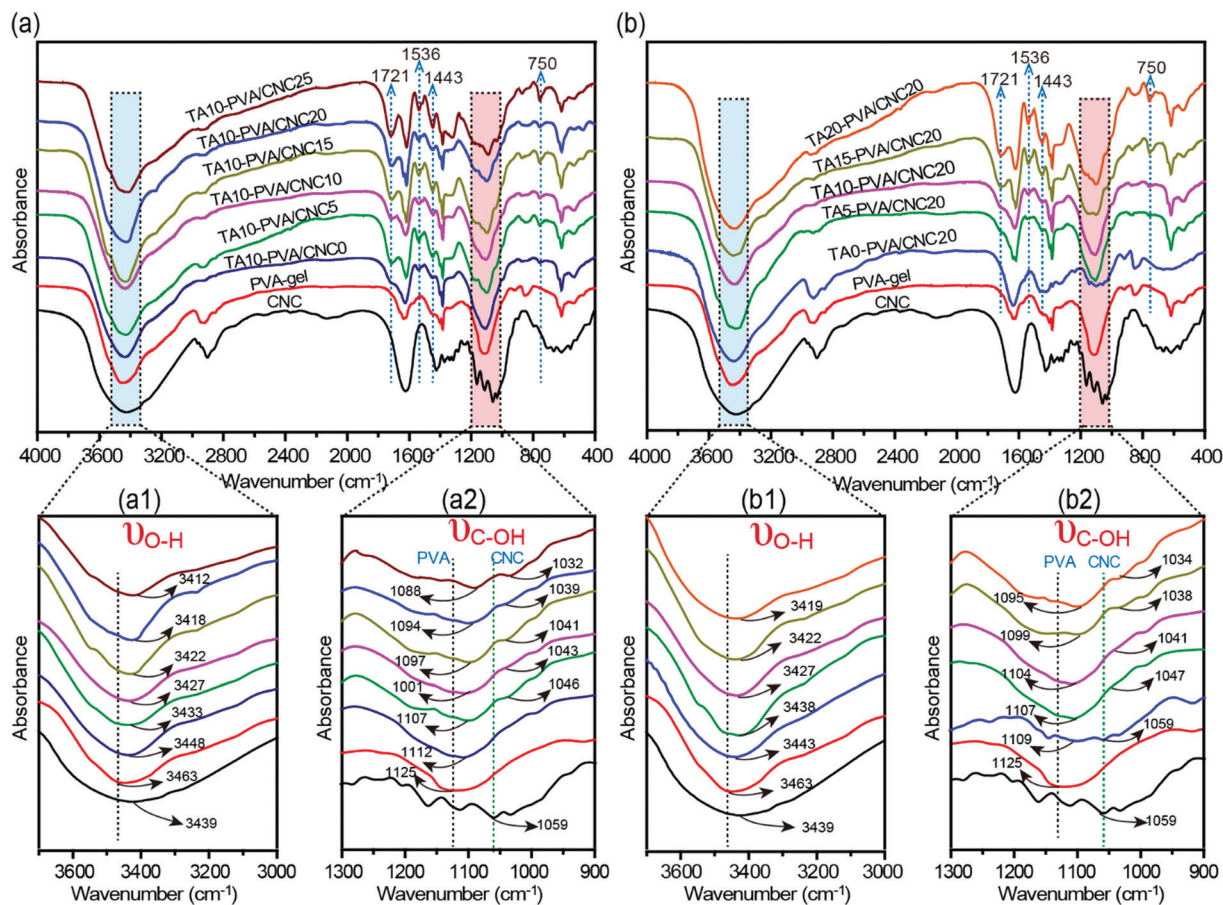 (a)
1536
1721
1443
750
TA10-PVA/CNC25
TA10-PVA/CNC20
TA10-PVA/CNC15
TA10-PVA/CNC10
TA10-PVA/CNC5
TA10-PVA/CNC0
PVA-gel
CNC
Absorbance
4000 3600 3200 2800 2400 2000 1600 1200 800 400
Wavenumber (cm⁻¹)
(b)
1536
1721
1443
750
TA20-PVA/CNC20
TA15-PVA/CNC20
TA10-PVA/CNC20
TA5-PVA/CNC20
TA0-PVA/CNC20
PVA-gel
CNC
Absorbance
4000 3600 3200 2800 2400 2000 1600 1200 800 400
Wavenumber (cm⁻¹)
(a1)
υO-H
3412
3418
3422
3427
3433
3448
3463
3439
Absorbance
3600 3400 3200 3000
Wavenumber (cm⁻¹)
(a2)
υC-OH
PVA
CNC
1032
1088
1039
1094
1041
1097
1043
1001
1046
1107
1112
1125
1059
Absorbance
1300 1200 1100 1000 900
Wavenumber (cm⁻¹)
(b1)
υO-H
3419
3422
3427
3438
3443
3463
3439
Absorbance
3600 3400 3200 3000
Wavenumber (cm⁻¹)
(b2)
υC-OH
PVA
CNC
1034
1095
1038
1099
1041
1104
1047
1107
1059
1109
1125
1059
Absorbance
1300 1200 1100 1000 900
Wavenumber (cm⁻¹)